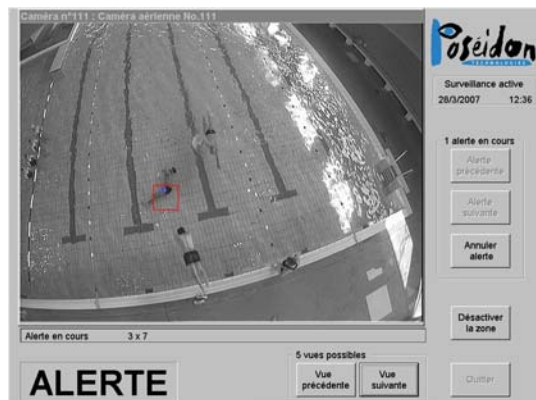 Caméra n°111 : Caméra aérienne No.111
Poséidon
TECHNOLOGIES
Surveillance active
28/3/2007 12:36
1 alerte en cours
Alerte
précédente
Alerte
suivante
Annuler
alerte
Désactiver
la zone
Alerte en cours 3 x 7
5 vues possibles
ALERTE
Vue
précédente
Vue
suivante
Quitter